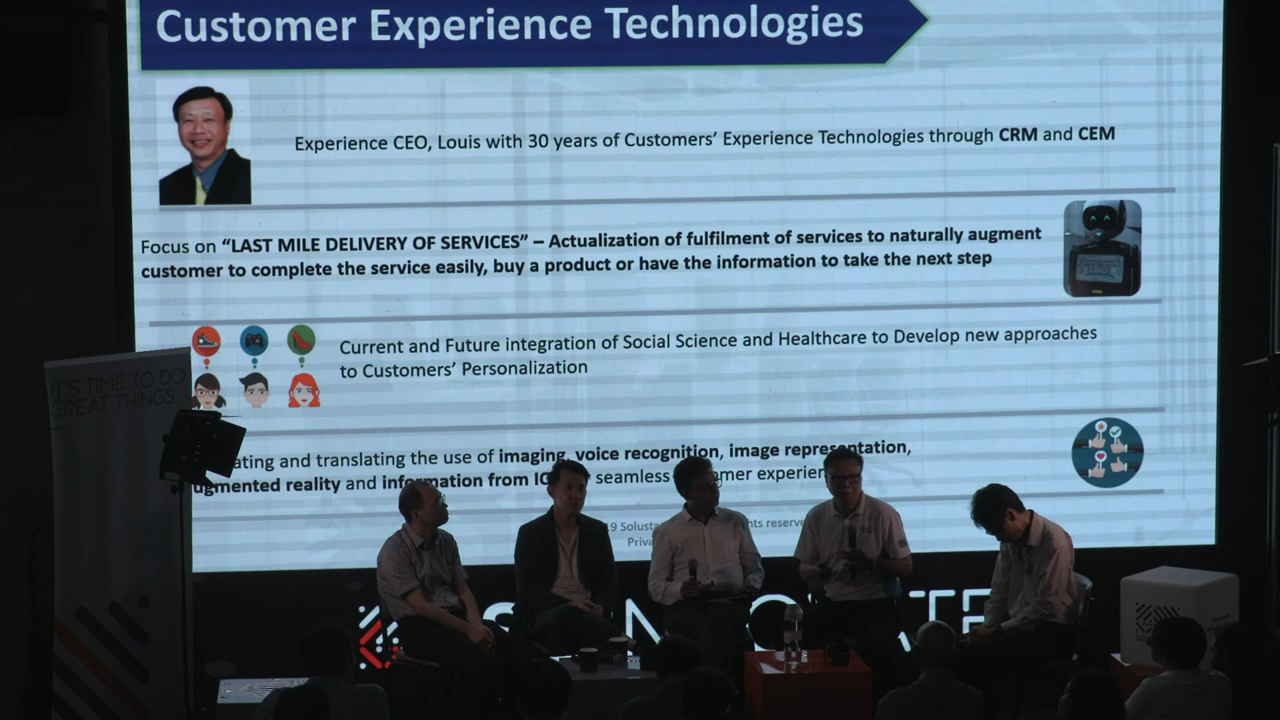 Customer Experience Technologies
Experience CEO, Louis with 30 years of Customers' Experience Technologies through CRM and CEM
Focus on “LAST MILE DELIVERY OF SERVICES” – Actualization of fulfilment of services to naturally augment
customer to complete the service easily, buy a product or have the information to take the next step
Current and Future integration of Social Science and Healthcare to Develop new approaches
to Customers' Personalization
and translating the use of imaging, voice recognition, image representation,
reality and information from seamless
IT'S TIME TO DO
GREAT THINGS